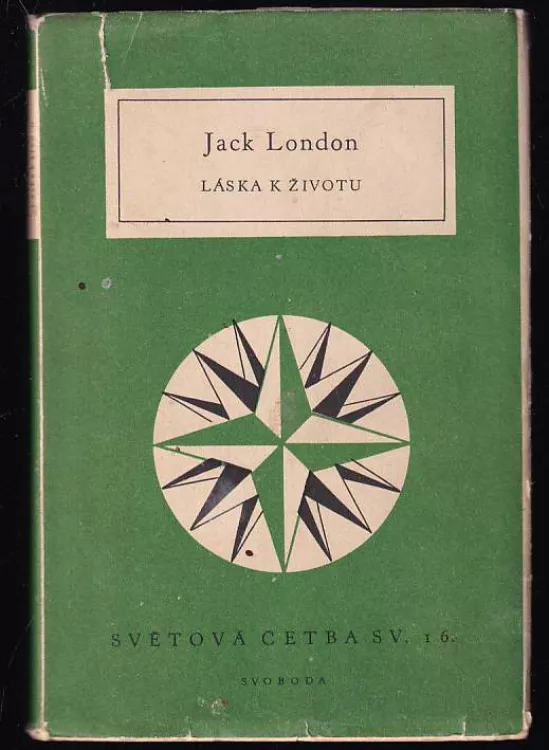 Jack London
LÁSKA K ŽIVOTU
SVĚTOVÁ ČETBA SV. 16.
SVOBODA